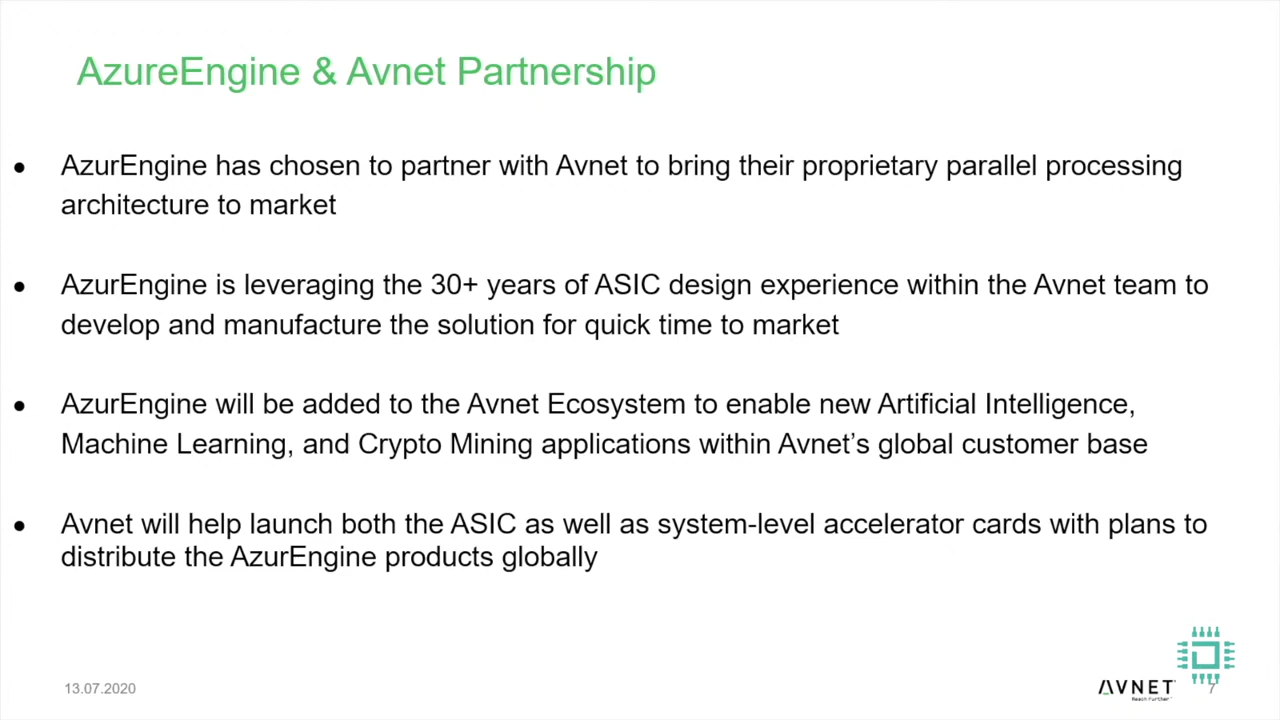 AzureEngine & Avnet Partnership
● AzurEngine has chosen to partner with Avnet to bring their proprietary parallel processing
architecture to market
● AzurEngine is leveraging the 30+ years of ASIC design experience within the Avnet team to
develop and manufacture the solution for quick time to market
● AzurEngine will be added to the Avnet Ecosystem to enable new Artificial Intelligence,
Machine Learning, and Crypto Mining applications within Avnet’s global customer base
● Avnet will help launch both the ASIC as well as system-level accelerator cards with plans to
distribute the AzurEngine products globally
13.07.2020
AVNET
Reach Further™
7